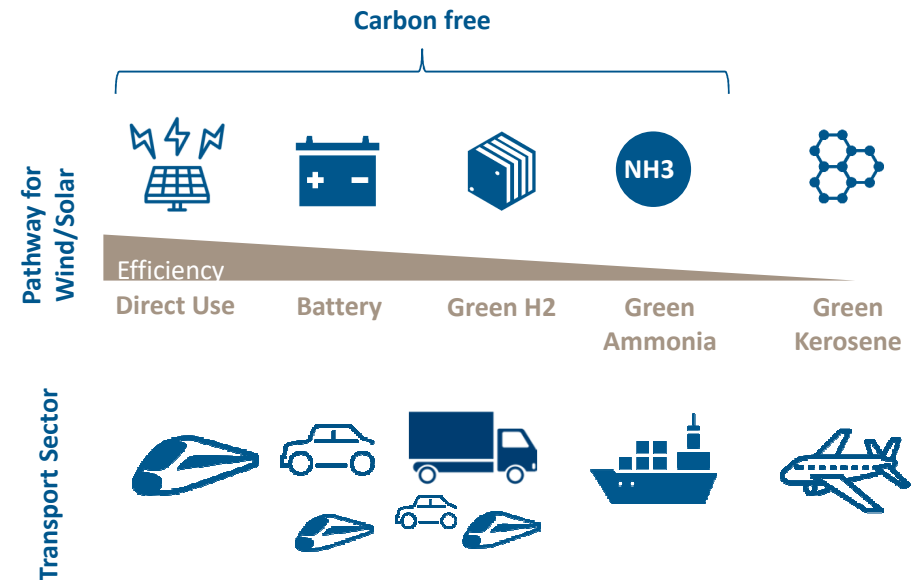 Carbon free
Pathway for
Wind/Solar
+ -
NH3
Efficiency
Direct Use
Battery
Green H2
Green
Ammonia
Green
Kerosene
Transport Sector